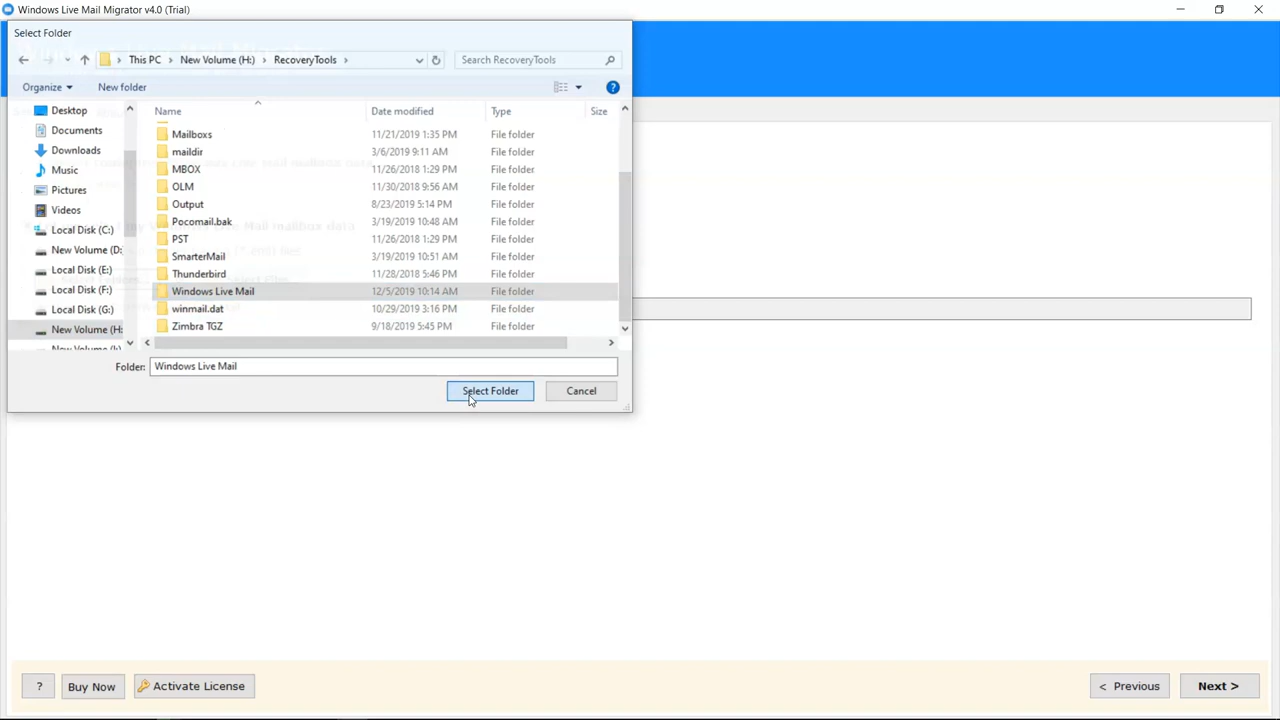 Windows Live Mail Migrator v4.0 (Trial)
Select Folder
This PC > New Volume (H:) > RecoveryTools >
Search RecoveryTools
Organize
New folder
?
Name
Date modified
Type
Size
Desktop
Documents
Downloads
Music
Pictures
Videos
Local Disk (C:)
New Volume (D:
Local Disk (E:)
Local Disk (F:)
Local Disk (G:)
New Volume (H:
Mailboxs 11/21/2019 1:35 PM File folder
maildir 3/6/2019 9:11 AM File folder
MBOX 11/26/2018 1:29 PM File folder
OLM 11/30/2018 9:56 AM File folder
Output 8/23/2019 5:14 PM File folder
Pocomail.bak 3/19/2019 10:48 AM File folder
PST 11/26/2018 1:29 PM File folder
SmarterMail 3/19/2019 10:51 AM File folder
Thunderbird 11/28/2018 5:46 PM File folder
Windows Live Mail 12/5/2019 10:14 AM File folder
winmail.dat 10/29/2019 3:16 PM File folder
Zimbra TGZ 9/18/2019 5:45 PM File folder
Folder: Windows Live Mail
Select Folder
Cancel
?
Buy Now
Activate License
< Previous
Next >